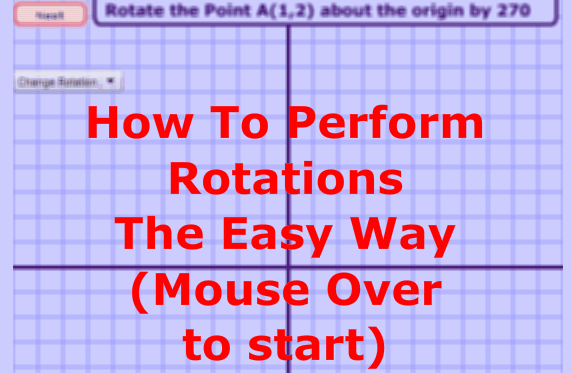 Next
Rotate the Point A(1,2) about the origin by 270
Change Rotation
How To Perform
Rotations
The Easy Way
(Mouse Over
to start)